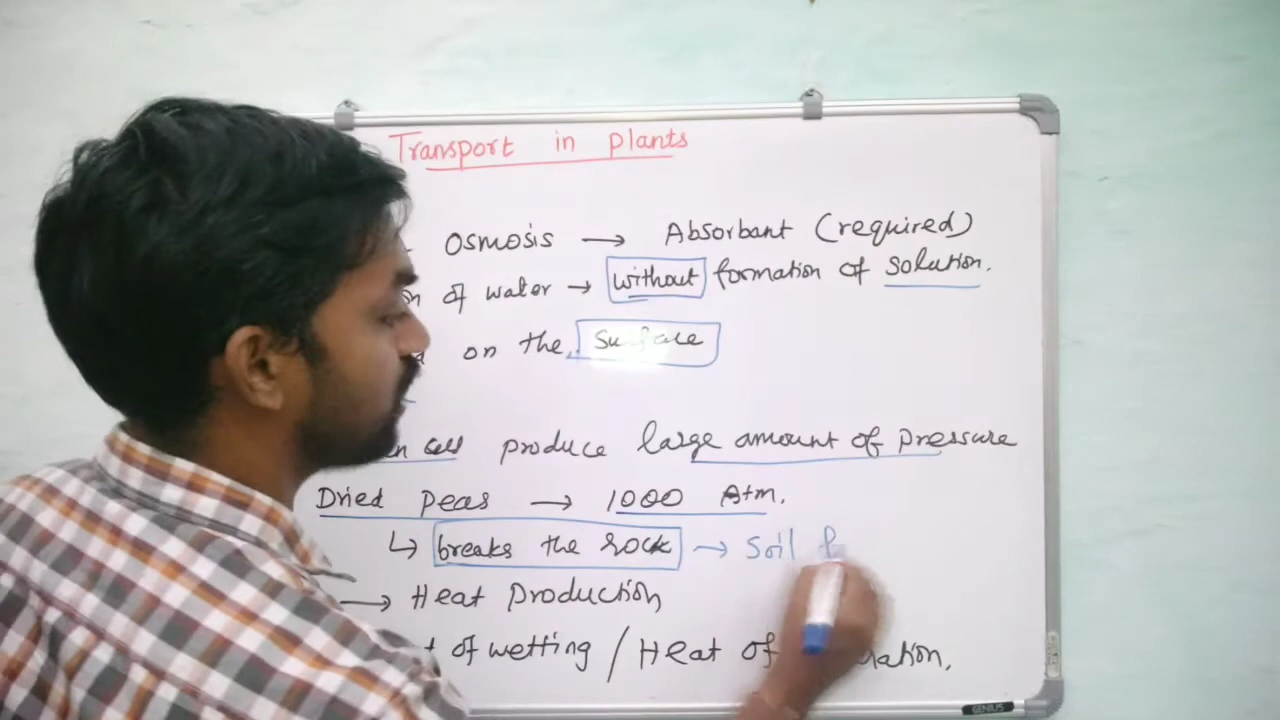 Transport in plants
Osmosis → Absorbant (required)
of water → without formation of solution.
on the surface
produce large amount of pressure
Dried peas → 1000 Atm.
↳ breaks the rock → Soil
→ Heat production
of wetting / Heat of
GENIUS